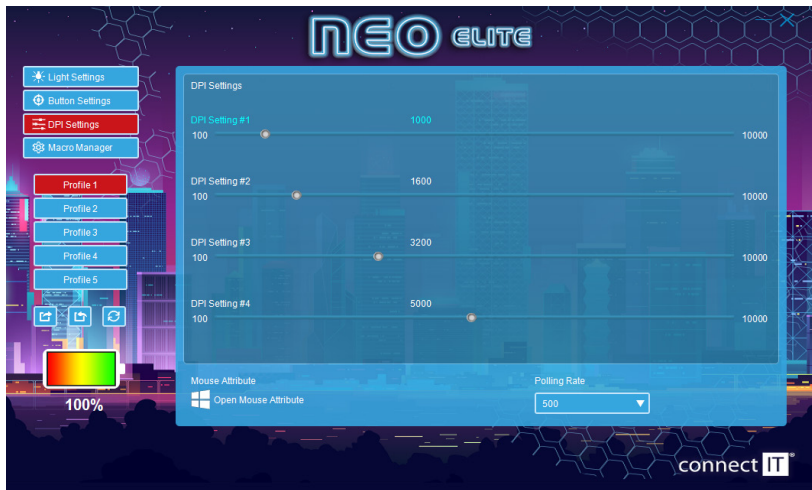 neo ELITE
Light Settings
Button Settings
DPI Settings
Macro Manager
Profile 1
Profile 2
Profile 3
Profile 4
Profile 5
100%
DPI Settings
DPI Setting #1 1000
100 10000
DPI Setting #2 1600
100 10000
DPI Setting #3 3200
100 10000
DPI Setting #4 5000
100 10000
Mouse Attribute
Open Mouse Attribute
Polling Rate
500
connect IT